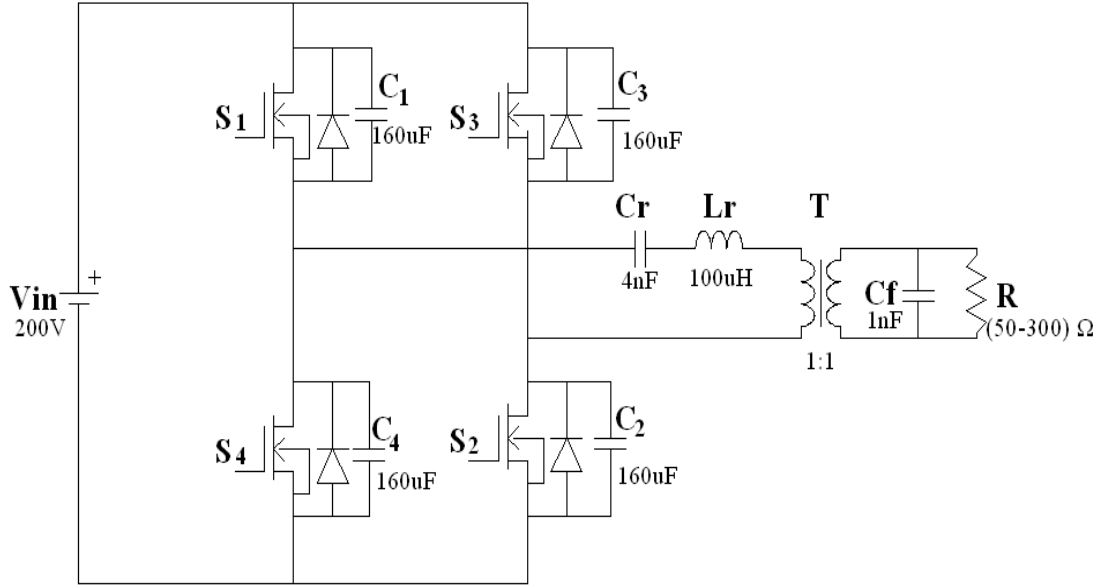 S1
C1
160uF
S3
C3
160uF
Cr
4nF
Lr
100uH
T
1:1
Vin
+
200V
Cf
1nF
R
(50-300) Ω
S4
C4
160uF
S2
C2
160uF